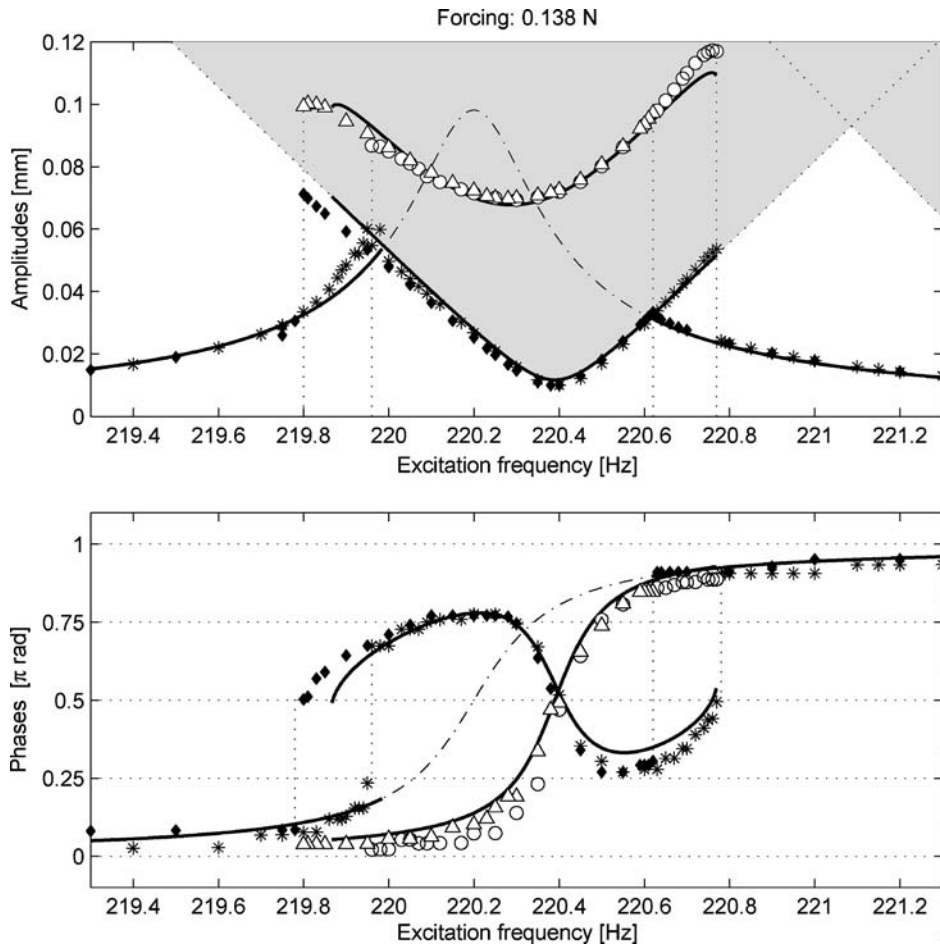 Forcing: 0.138 N
0.12
0.1
0.08
0.06
0.04
0.02
0
Amplitudes [mm]
219.4 219.6 219.8 220 220.2 220.4 220.6 220.8 221 221.2
Excitation frequency [Hz]
1
0.75
0.5
0.25
0
Phases [π rad]
219.4 219.6 219.8 220 220.2 220.4 220.6 220.8 221 221.2
Excitation frequency [Hz]